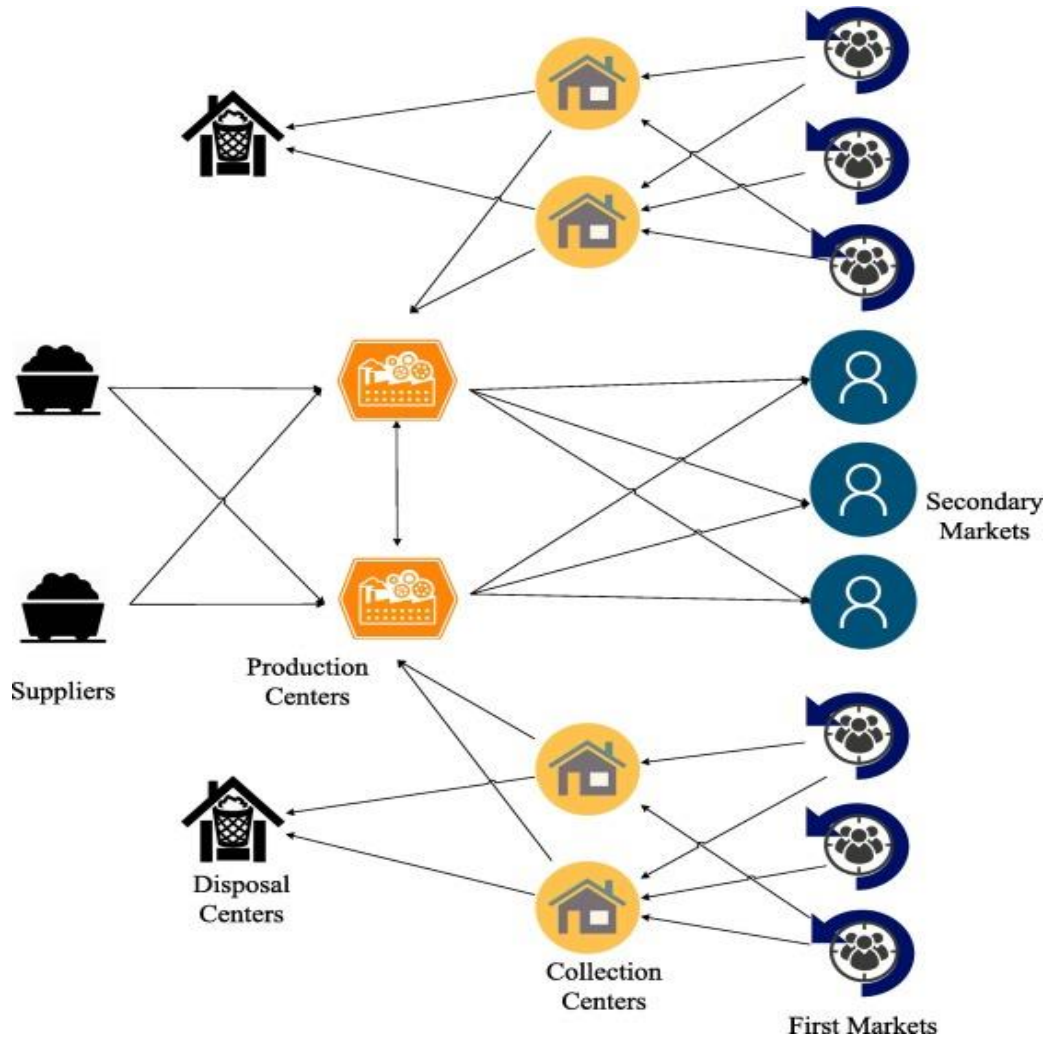 Secondary
Markets
Suppliers
Production
Centers
Disposal
Centers
Collection
Centers
First Markets